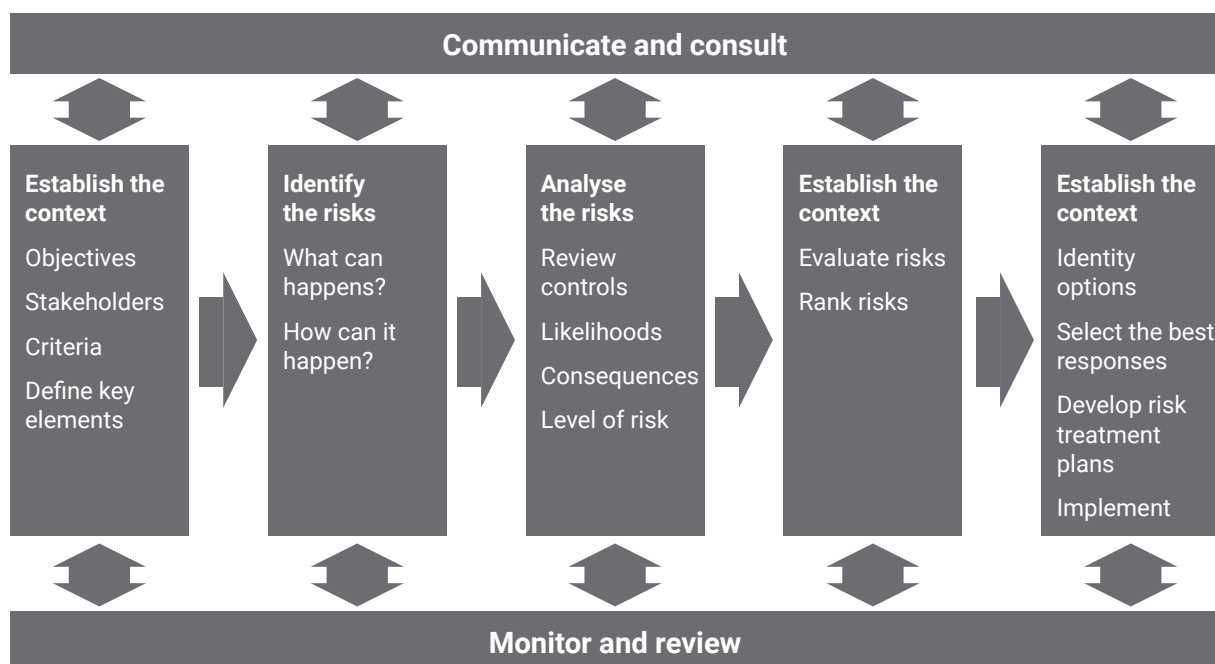 Communicate and consult
Establish the
context
Objectives
Stakeholders
Criteria
Define key
elements
Identify
the risks
What can
happens?
How can it
happen?
Analyse
the risks
Review
controls
Likelihoods
Consequences
Level of risk
Establish the
context
Evaluate risks
Rank risks
Establish the
context
Identity
options
Select the best
responses
Develop risk
treatment
plans
Implement
Monitor and review